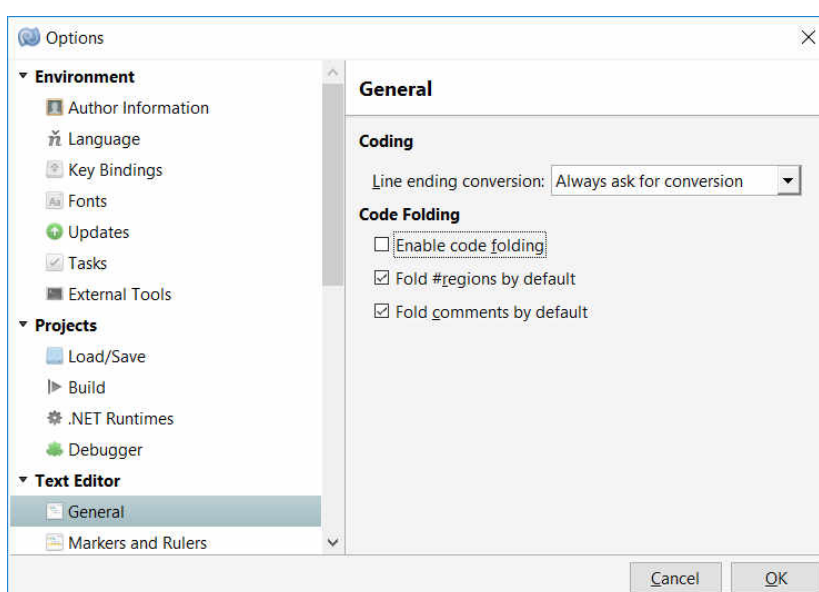 Options
Environment
Author Information
ň Language
Key Bindings
Aa Fonts
Updates
Tasks
External Tools
Projects
Load/Save
Build
.NET Runtimes
Debugger
Text Editor
General
Markers and Rulers
General
Coding
Line ending conversion: Always ask for conversion
Code Folding
Enable code folding
Fold #regions by default
Fold comments by default
Cancel OK